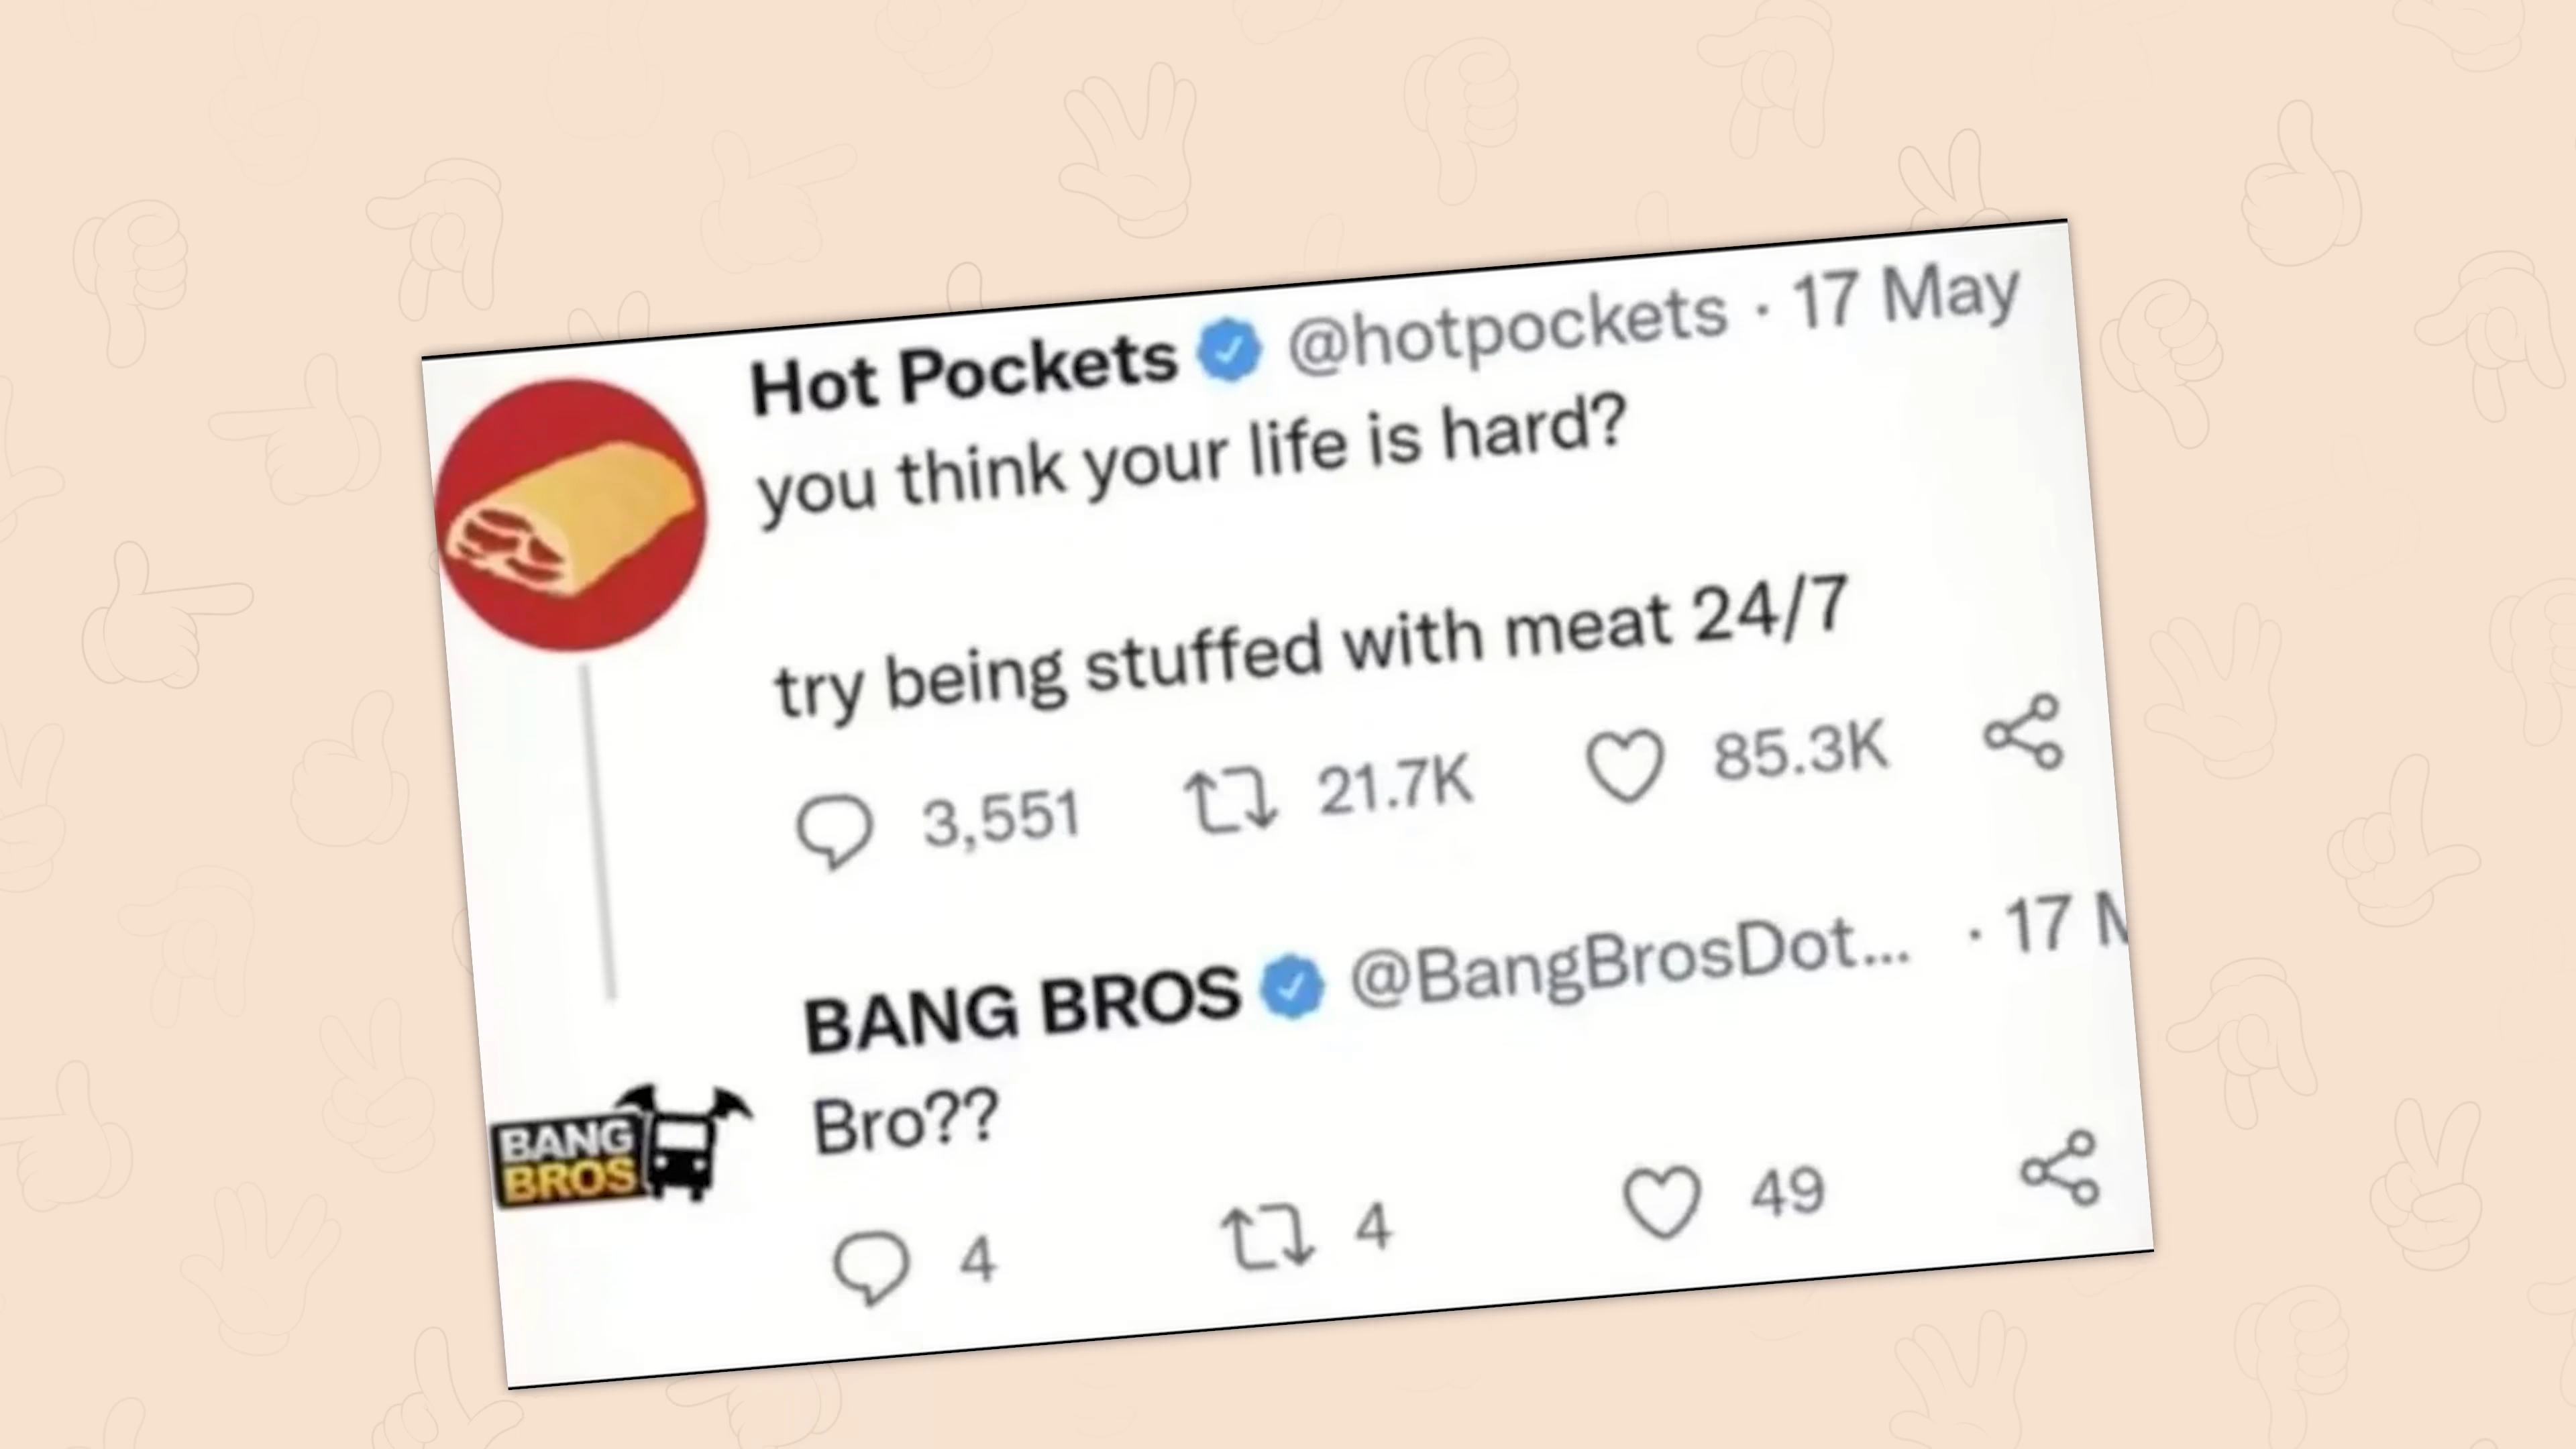 Hot Pockets @hotpockets · 17 May
you think your life is hard?
try being stuffed with meat 24/7
3,551 21.7K 85.3K
BANG BROS @BangBrosDot... · 17 M
Bro??
BANG
BROS
4 4 49